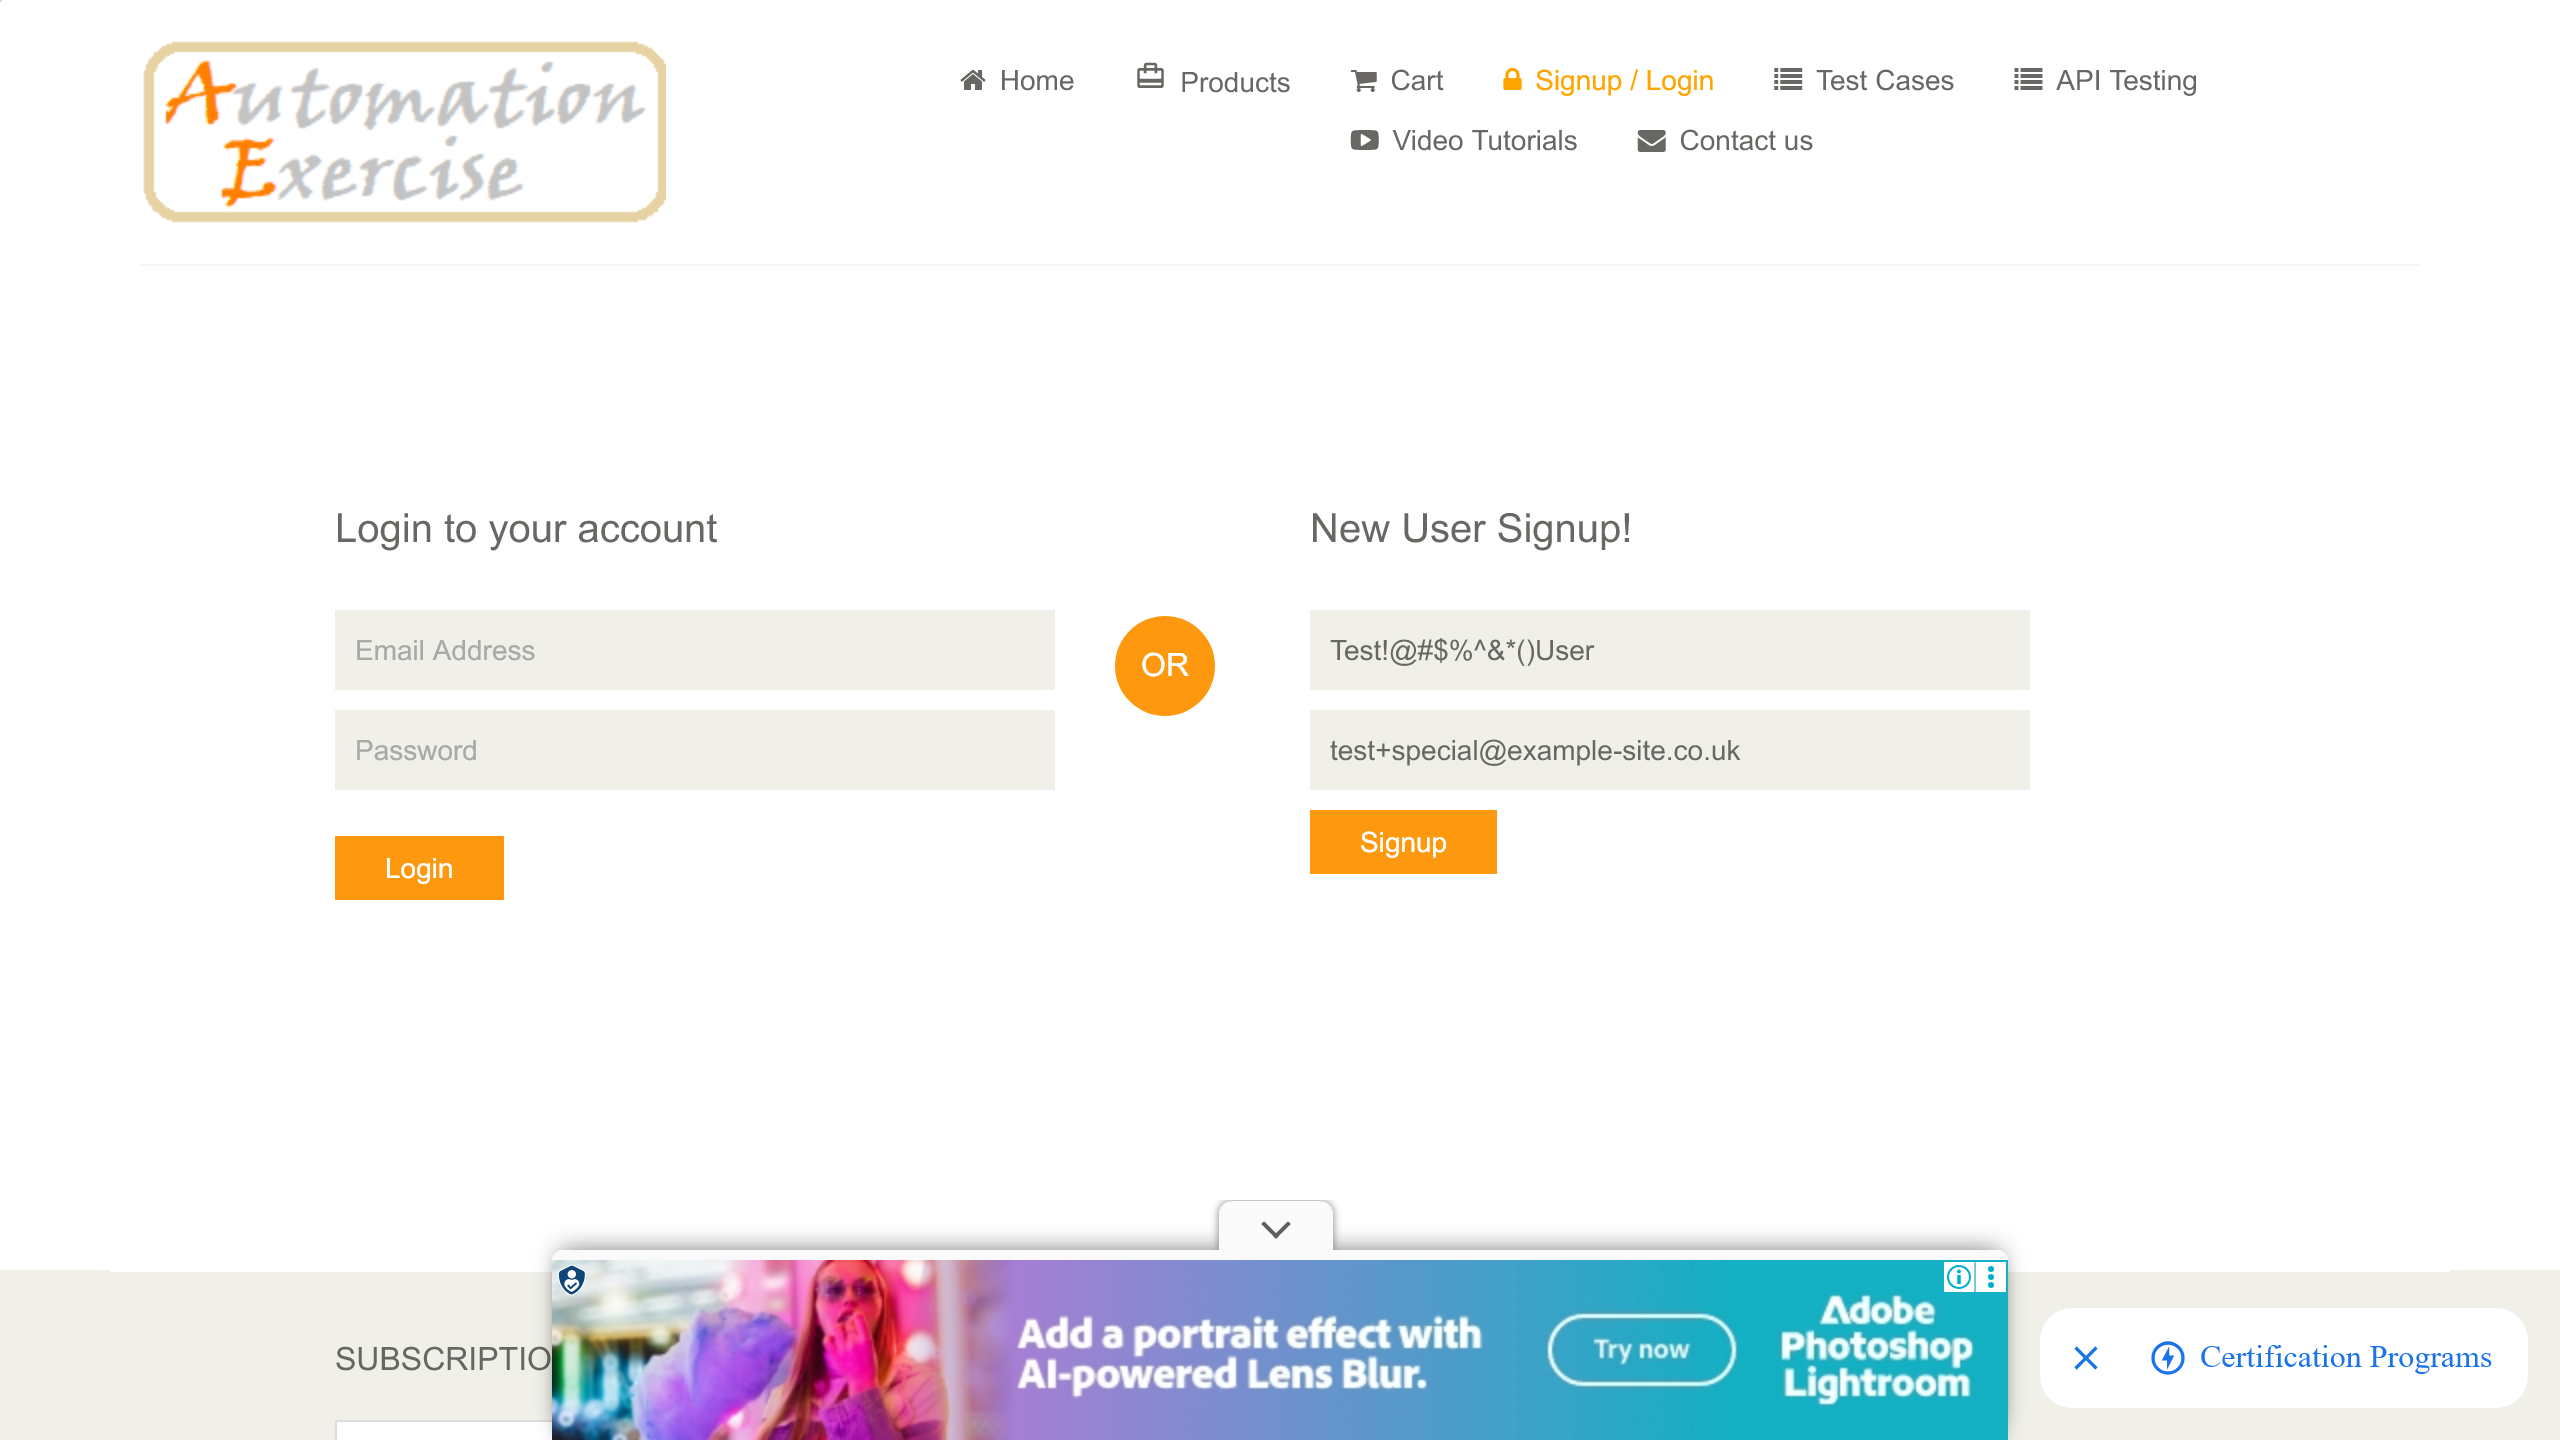 Automation
Exercise
Home
Products
Cart
Signup / Login
Test Cases
API Testing
Video Tutorials
Contact us
Login to your account
Email Address
Password
Login
OR
New User Signup!
Test!@#$%^&*()User
test+special@example-site.co.uk
Signup
SUBSCRIPTIO
Add a portrait effect with
AI-powered Lens Blur.
Try now
Adobe
Photoshop
Lightroom
Certification Programs